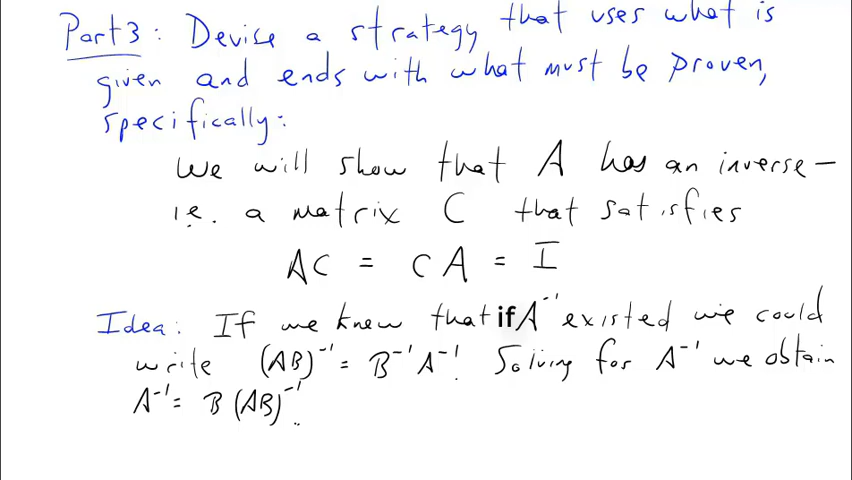 Part 3: Devise a strategy that uses what is
given and ends with what must be proven,
specifically:
We will show that A has an inverse –
i.e. a matrix C that satisfies
AC = CA = I
Idea: If we knew that if A⁻¹ existed we could
write (AB)⁻¹ = B⁻¹A⁻¹. Solving for A⁻¹ we obtain
A⁻¹ = B(AB)⁻¹.